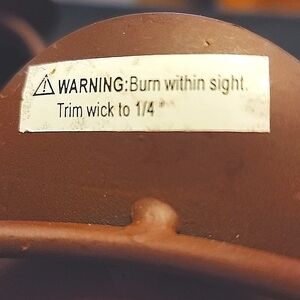 ⚠ WARNING: Burn within sight.
Trim wick to 1/4 "